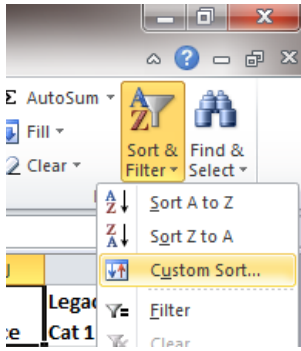 Σ AutoSum
Fill
Clear
Sort &
Filter
Find &
Select
Sort A to Z
Sort Z to A
Custom Sort...
Filter
Clear
J
Legac
ce Cat 1